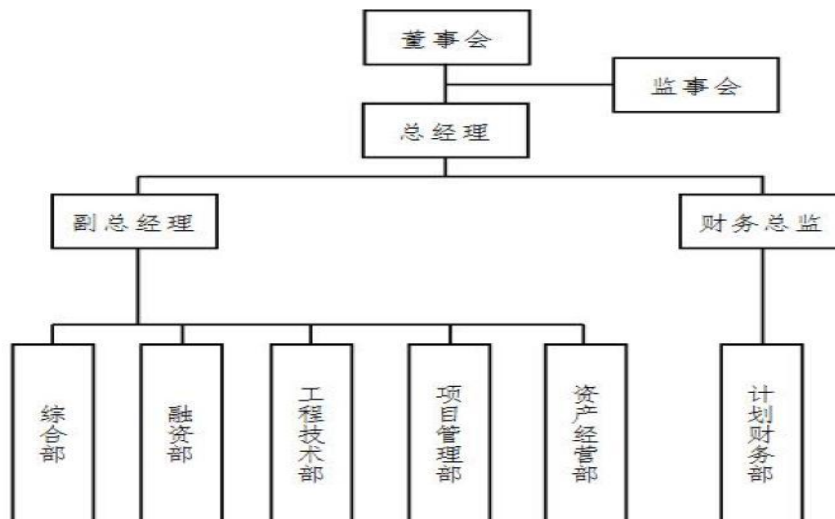 董事会
监事会
总经理
副总经理
财务总监
综合部
融资部
工程技术部
项目管理部
资产经营部
计划财务部